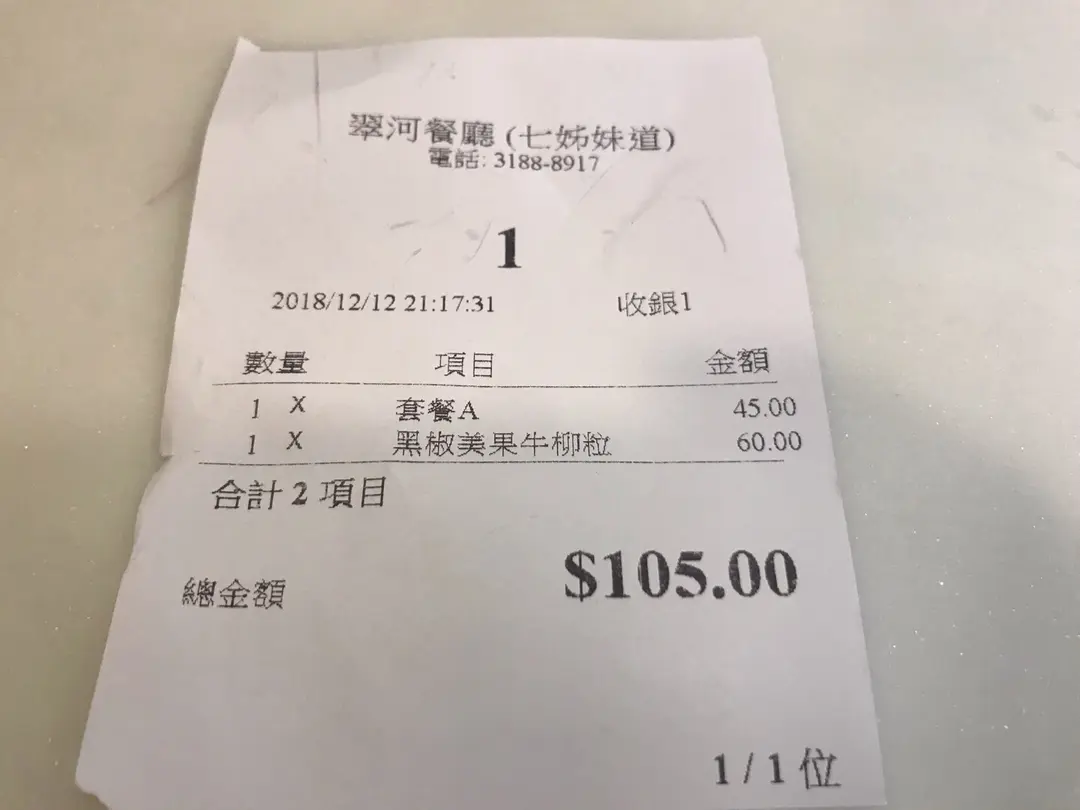 翠河餐廳 (七姊妹道)
電話: 3188-8917
1
2018/12/12 21:17:31 收銀1
數量 項目 金額
1 X 套餐A 45.00
1 X 黑椒美果牛柳粒 60.00
合計 2 項目
總金額 $105.00
1 / 1 位